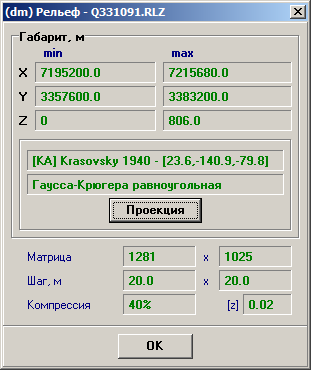 (dm) Рельеф - Q331091.RLZ
Габарит, м
min max
X 7195200.0 7215680.0
Y 3357600.0 3383200.0
Z 0 806.0
[KA] Krasovsky 1940 - [23.6,-140.9,-79.8]
Гаусса-Крюгера равноугольная
Проекция
Матрица 1281 x 1025
Шаг, м 20.0 x 20.0
Компрессия 40% [z] 0.02
OK